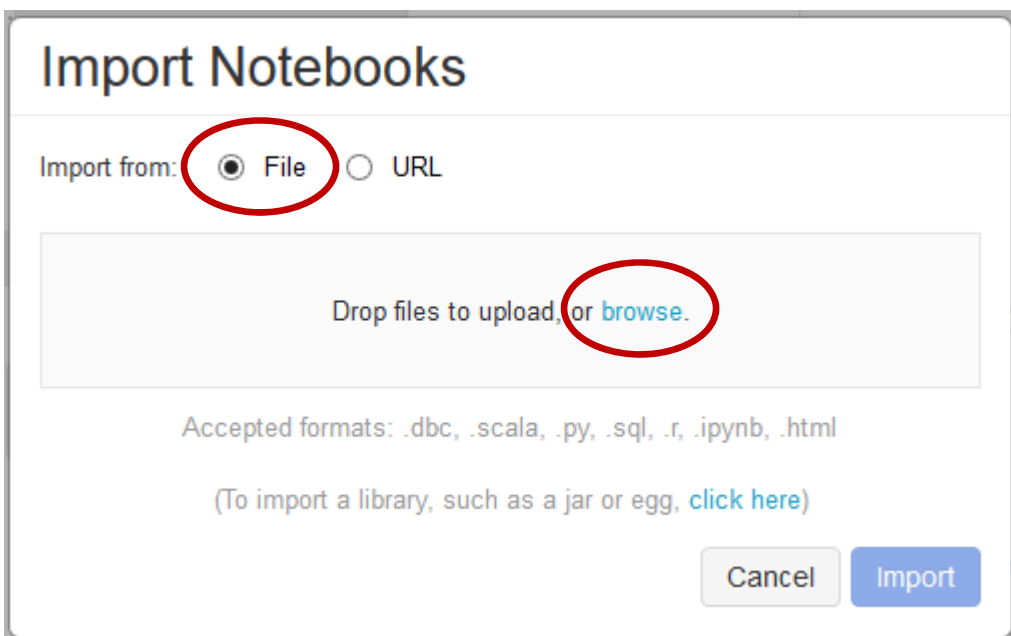 Import Notebooks
Import from: File URL
Drop files to upload, or browse.
Accepted formats: .dbc, .scala, .py, .sql, .r, .ipynb, .html
(To import a library, such as a jar or egg, click here)
Cancel Import